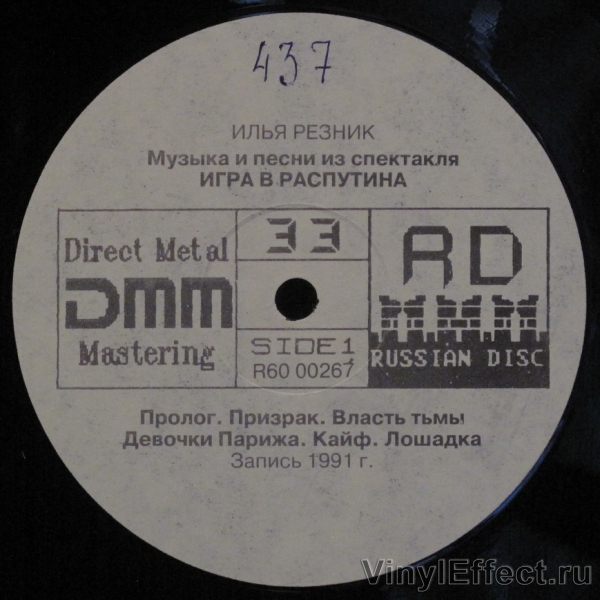 437
ИЛЬЯ РЕЗНИК
Музыка и песни из спектакля
ИГРА В РАСПУТИНА
Direct Metal
DMM
Mastering
33
SIDE 1
R60 00267
RD
RUSSIAN DISC
Пролог. Призрак. Власть тьмы
Девочки Парижа. Кайф. Лошадка
Запись 1991 г.
VinylEffect.ru